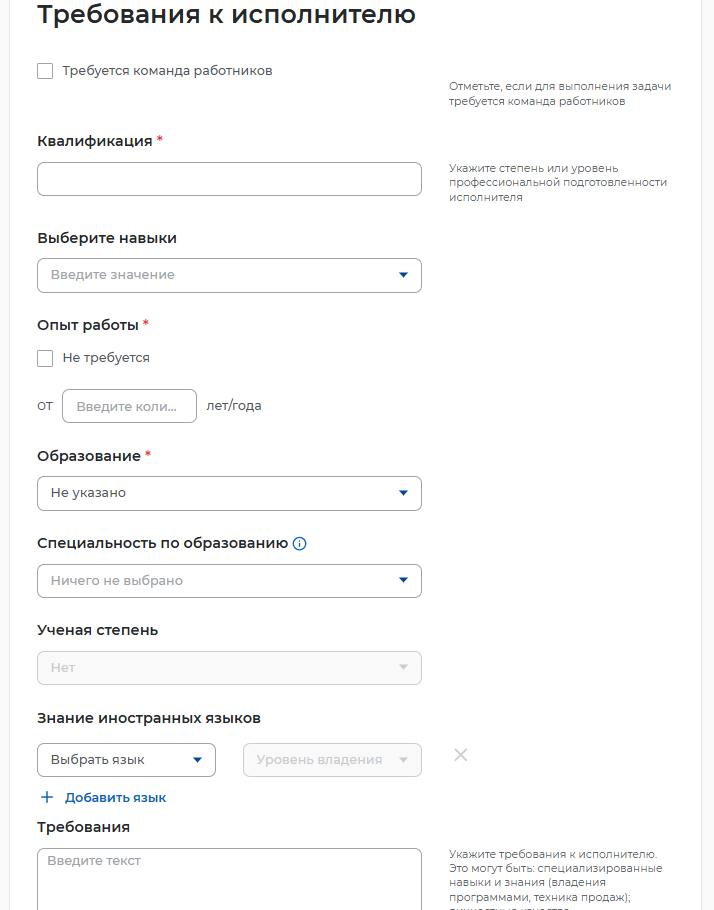 Требования к исполнителю
Требуется команда работников
Отметьте, если для выполнения задачи
требуется команда работников
Квалификация *
Укажите степень или уровень
профессиональной подготовленности
исполнителя
Выберите навыки
Введите значение
Опыт работы *
Не требуется
от Введите коли... лет/года
Образование *
Не указано
Специальность по образованию
Ничего не выбрано
Ученая степень
Нет
Знание иностранных языков
Выбрать язык Уровень владения
+ Добавить язык
Требования
Введите текст
Укажите требования к исполнителю.
Это могут быть: специализированные
навыки и знания (владения
программами, техника продаж);